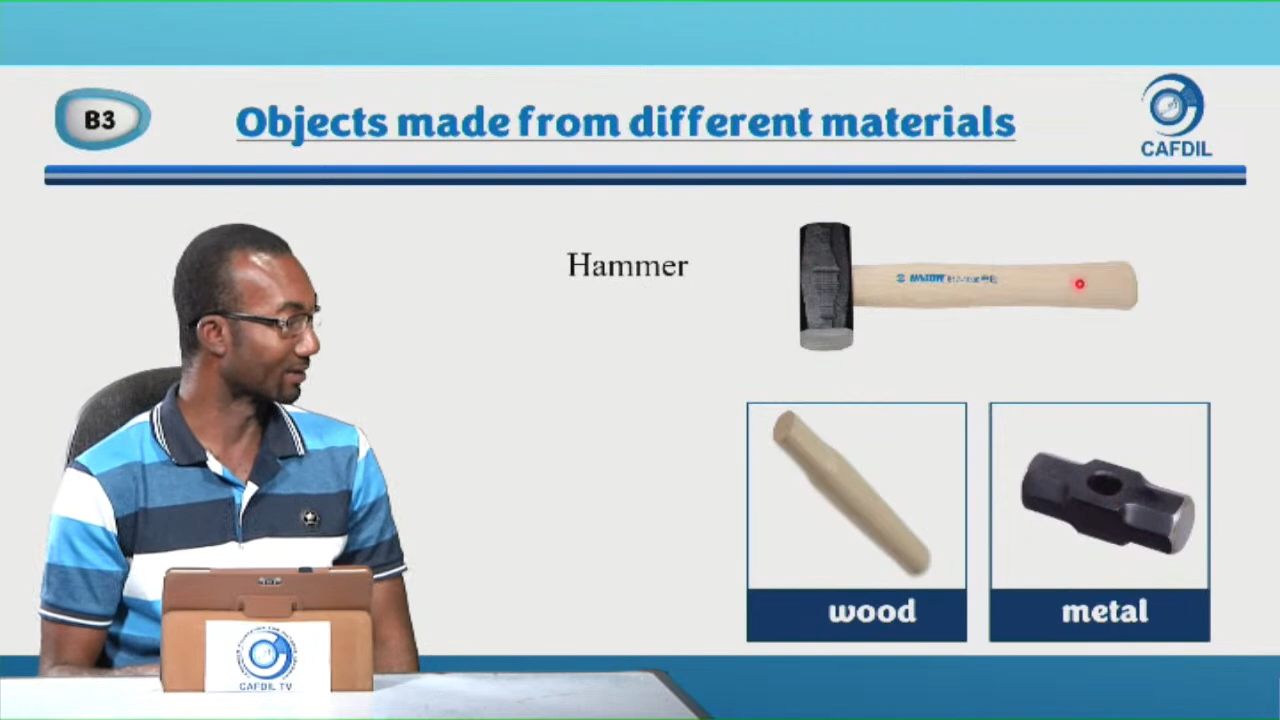 B3
Objects made from different materials
CAFDIL
Hammer
wood
metal
CAFDIL TV